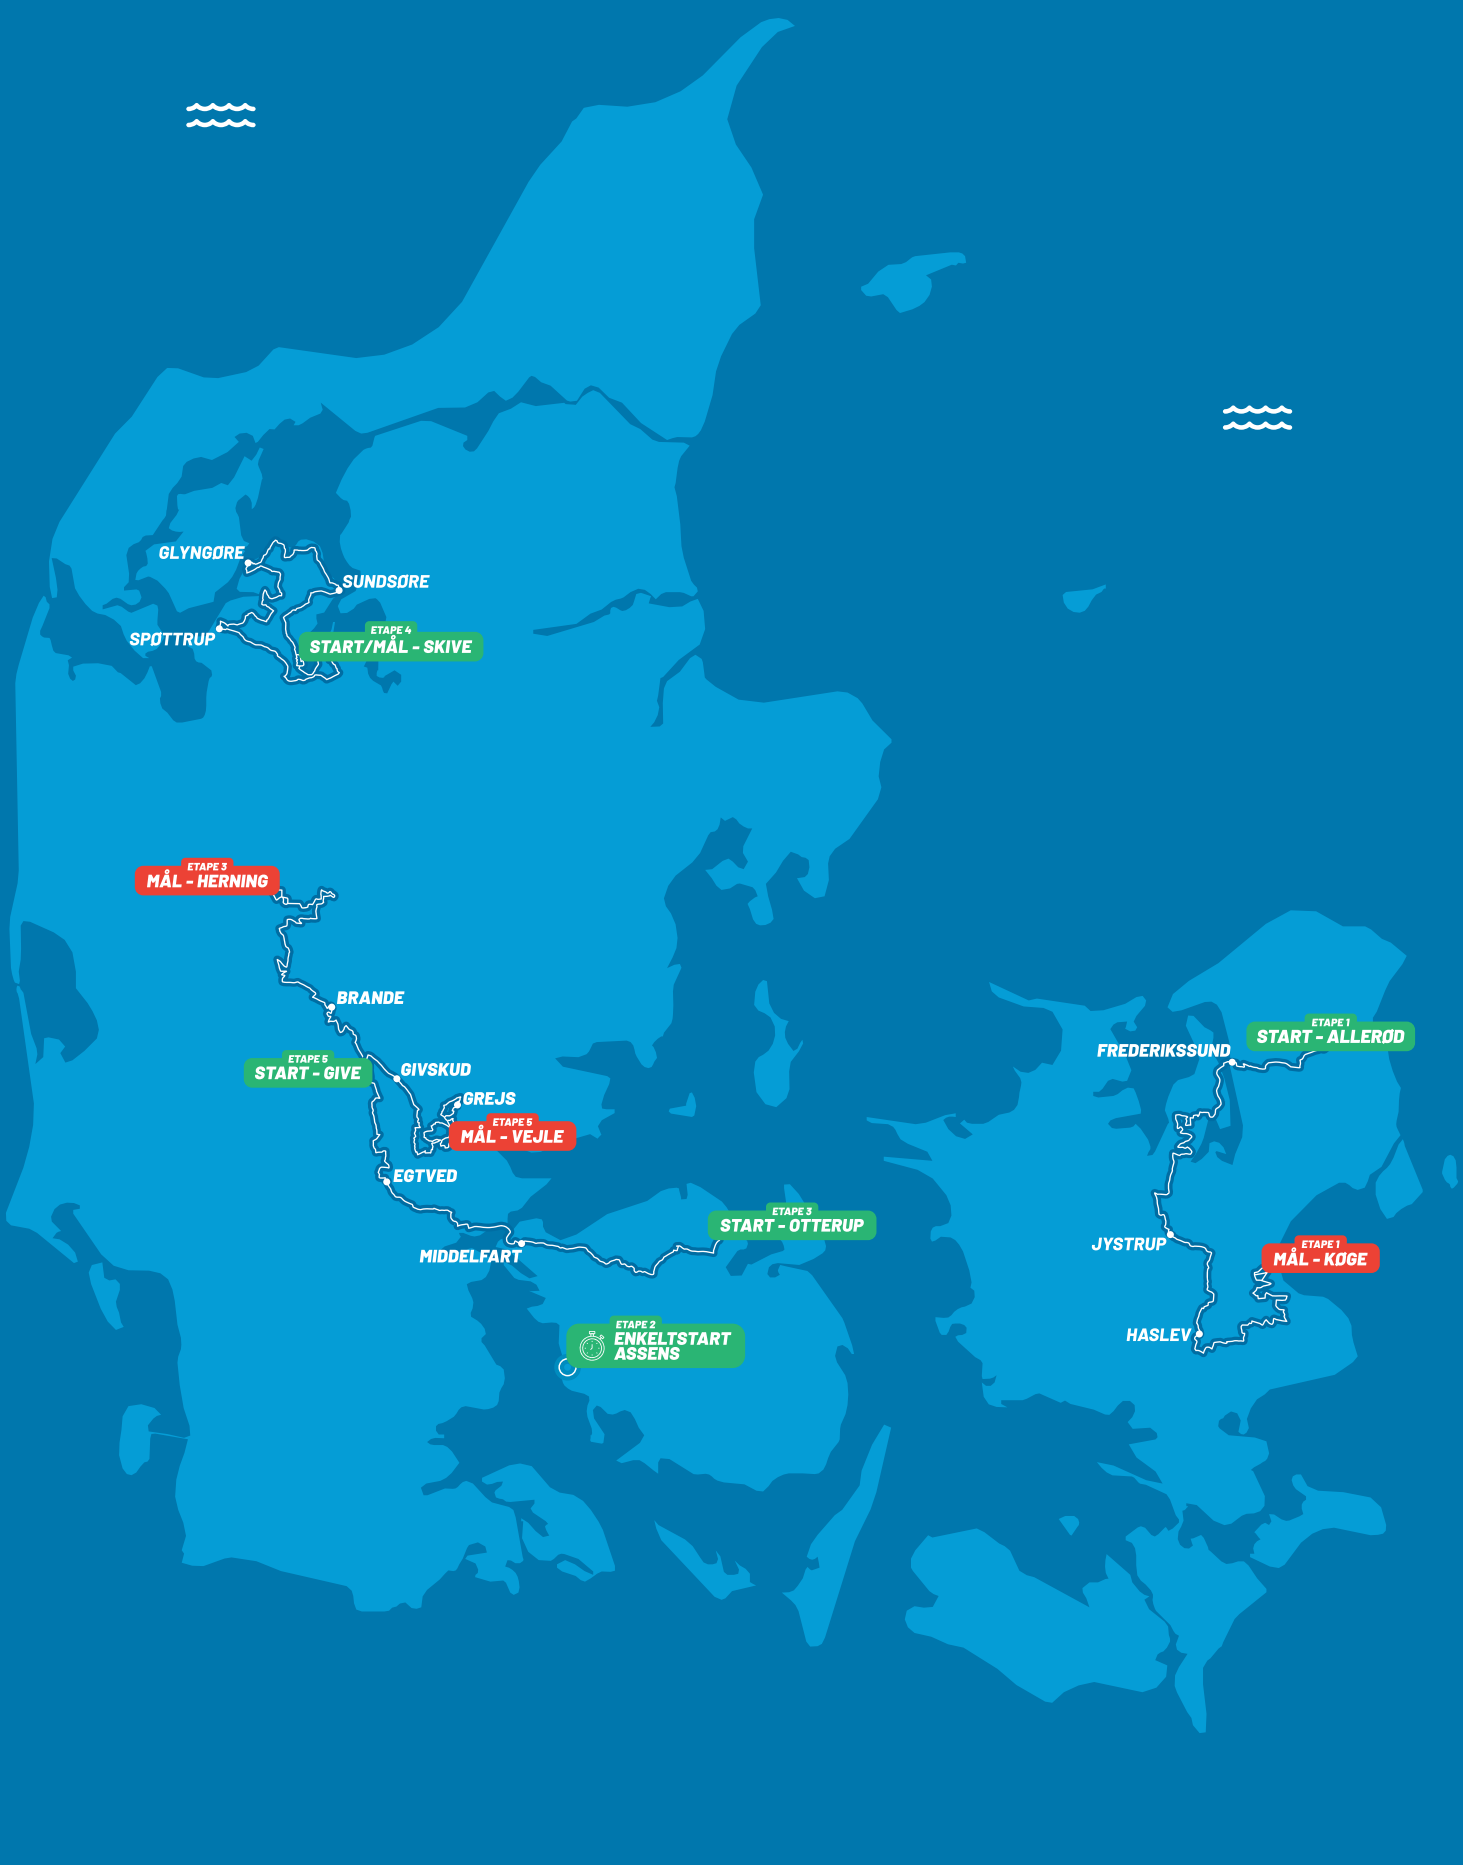 GLYNGØRE
SUNDSØRE
SPØTTRUP
ETAPE 4
START/MÅL - SKIVE
ETAPE 3
MÅL - HERNING
BRANDE
ETAPE 5
START - GIVE
GIVSKUD
GREJS
ETAPE 5
MÅL - VEJLE
EGTVED
MIDDELFART
ETAPE 3
START - OTTERUP
ETAPE 2
ENKELTSTART
ASSENS
ETAPE 1
START - ALLERØD
FREDERIKSSUND
JYSTRUP
ETAPE 1
MÅL - KØGE
HASLEV